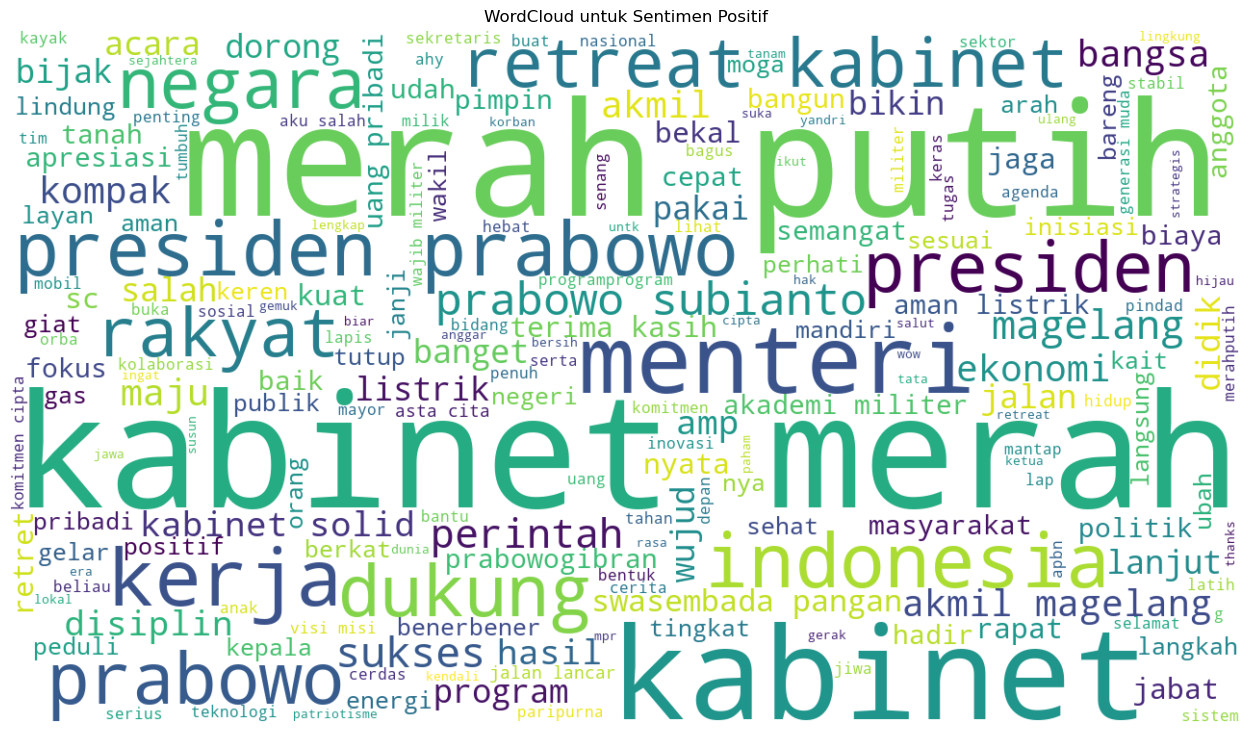 WordCloud untuk Sentimen Positif
kayak
acara
dorong
uang pribadi
sekretaris
buat
nasional
retreat
kabinet
sektor
bangsa
lingkung
bijak
sejahtera
negara
ahy
udah
moga
tanam
stabil
lindung
penting
pimpin
akmil
bangun
bikin
arah
bareng
generasi muda
anggota
tim
tanah
tumbuh
aku salah
milik
korban
bekal
suka
yandri
ulang
apresiasi
merah putih
wajib militer
wakil
senang
bagus
ikut
militer
keras
tugas
jaga
agenda
strategis
kompak
cepat
pakai
layan
aman
lengkap
hebat
untk
lihat
semangat
sesuai
inisiasi
biaya
presiden
prabowo
perhati
presiden
hijau
mobil
sc
salah
keren
kuat
janji
programprogram
hak
aman listrik
pindad
buka
sosial
gemuk
prabowo subianto
giat
orba
rakyat
biar
lapis
bidang
anggar
terima kasih
cipta
mandiri
salut
magelang
didik
merahputih
kolaborasi
tutup
banget
bersih
serta
menteri
wow
tata
ekonomi
kait
fokus
ingat
gas
maju
baik
listrik
penuh
negeri
jalan
hidup
langsung
komitmen cipta
publik
mayor
asta cita
komitmen
akademi militer
retreat
amp
inovasi
mantap
ketua
kabinet merah
jawa
susun
uang
nyata
paham
nya
lap
ubah
depan
orang
pribadi
kabinet solid
bantu
perintah
tahan
wujud
sehat
masyarakat
politik
retret
gelar
positif
berkat
dunia
prabowogibran
rasa
indonesia
apbn
lanjut
thanks
era
beliau
kerja
dukung
bentuk
cerita
latih
lokal
anak
swasembada pangan
akmil magelang
g
disiplin
visi misi
benerbener
mpr
tingkat
gerak
hadir
rapat
selamat
peduli
kepala
sukses
hasil
kabinet
langkah
prabowo
cerdas
kendali
jalan lancar
jiwa
jabat
energi
program
serius
teknologi
patriotisme
paripurna
sistem